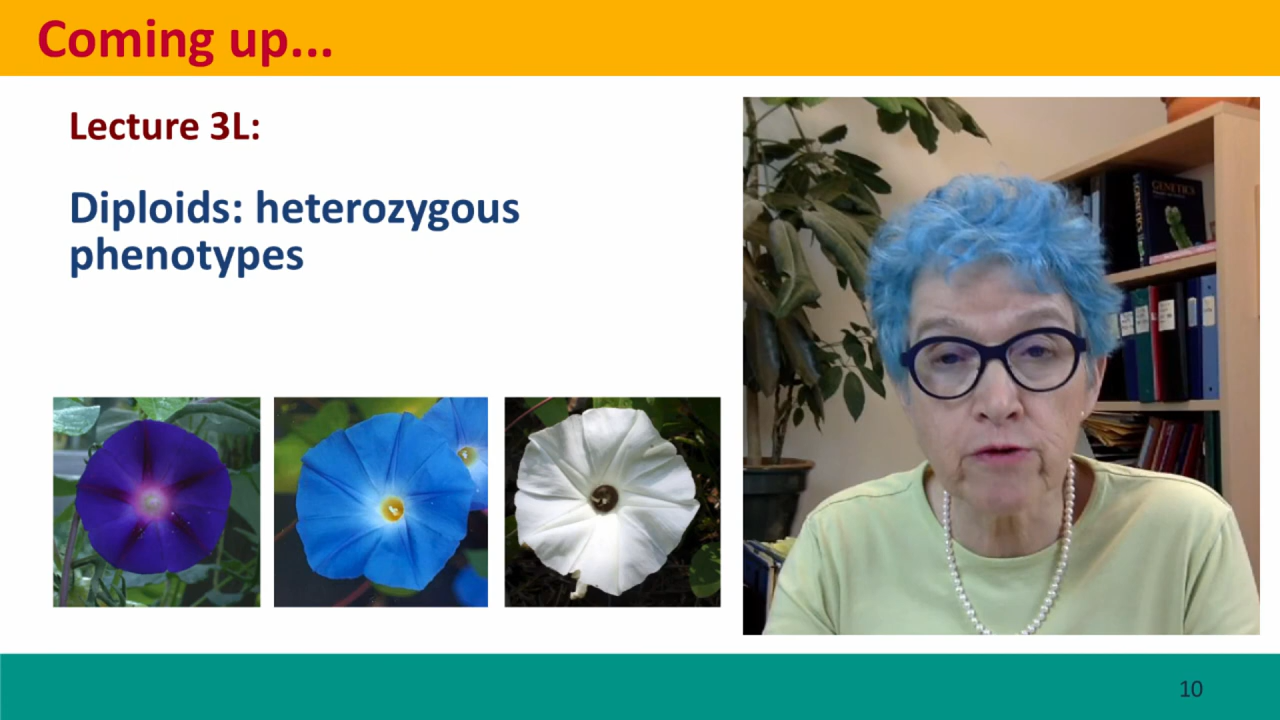 Coming up...
Lecture 3L:
Diploids: heterozygous
phenotypes
GENETICS
10